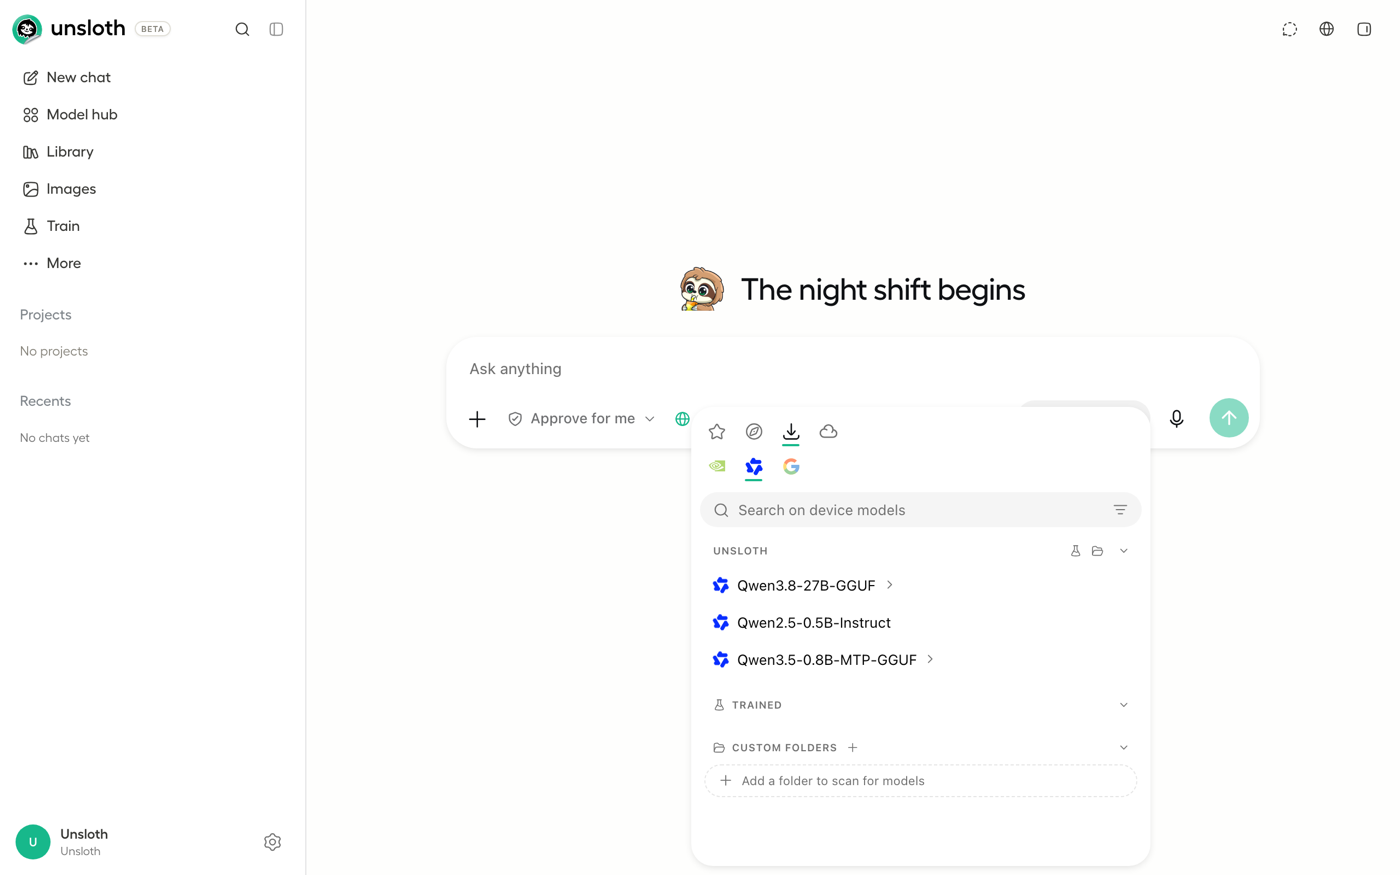 unsloth BETA
New chat
Model hub
Library
Images
Train
More
Projects
No projects
Recents
No chats yet
U
Unsloth
Unsloth
The night shift begins
Ask anything
Approve for me
Search on device models
UNSLOTH
Qwen3.8-27B-GGUF
Qwen2.5-0.5B-Instruct
Qwen3.5-0.8B-MTP-GGUF
TRAINED
CUSTOM FOLDERS
Add a folder to scan for models